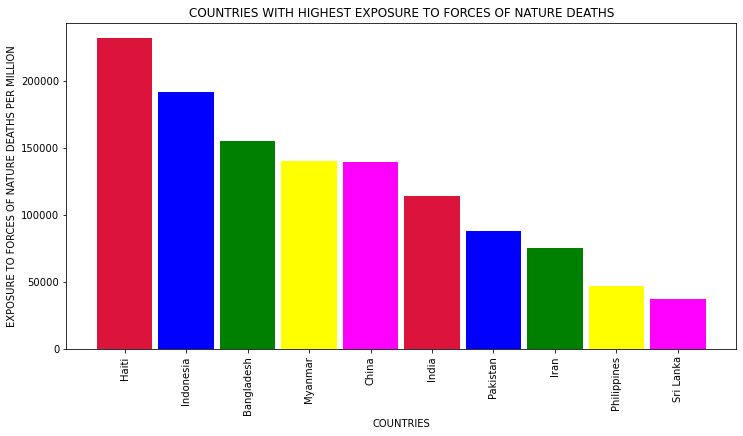 COUNTRIES WITH HIGHEST EXPOSURE TO FORCES OF NATURE DEATHS
EXPOSURE TO FORCES OF NATURE DEATHS PER MILLION
200000
150000
100000
50000
0
Haiti
Indonesia
Bangladesh
Myanmar
China
India
Pakistan
Iran
Philippines
Sri Lanka
COUNTRIES